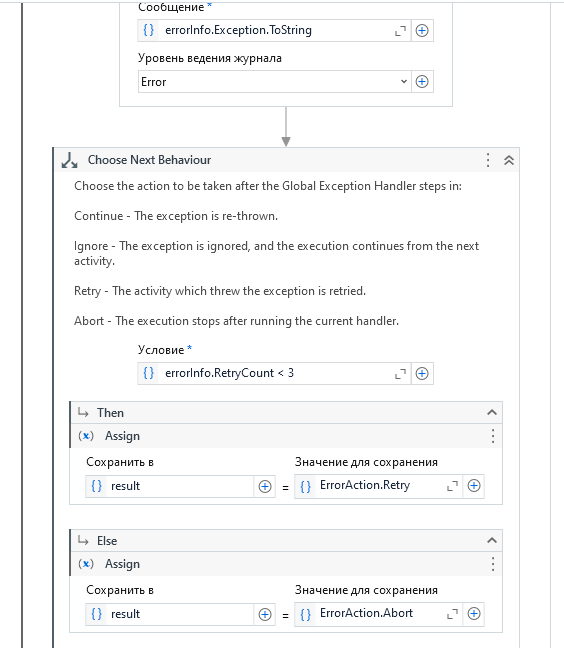 Сообщение *
{} errorInfo.Exception.ToString
Уровень ведения журнала
Error
Choose Next Behaviour
Choose the action to be taken after the Global Exception Handler steps in:
Continue - The exception is re-thrown.
Ignore - The exception is ignored, and the execution continues from the next
activity.
Retry - The activity which threw the exception is retried.
Abort - The execution stops after running the current handler.
Условие *
{} errorInfo.RetryCount < 3
Then
(x) Assign
Сохранить в Значение для сохранения
{} result = {} ErrorAction.Retry
Else
(x) Assign
Сохранить в Значение для сохранения
{} result = {} ErrorAction.Abort